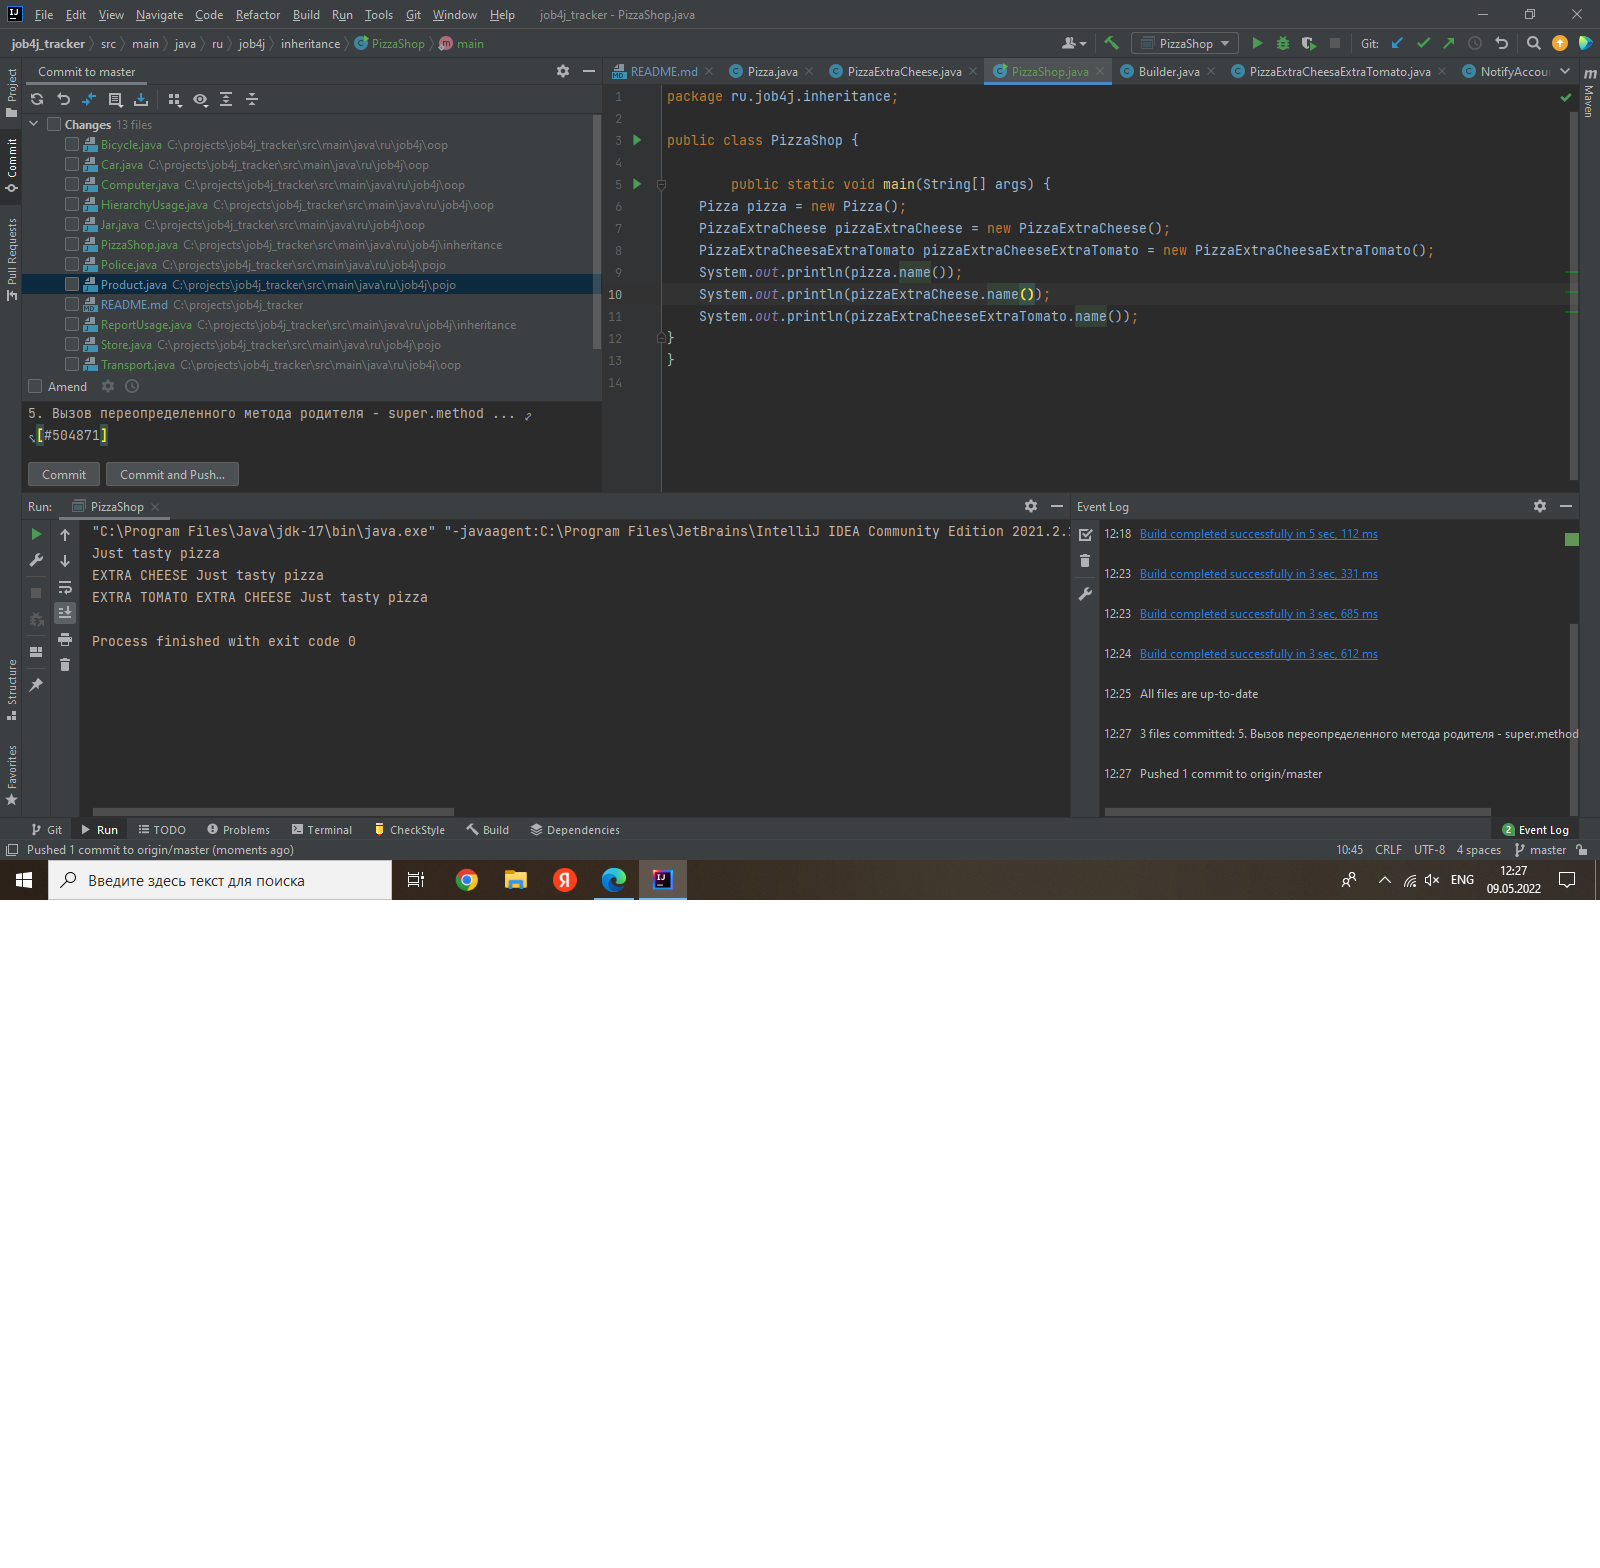 File Edit View Navigate Code Refactor Build Run Tools Git Window Help job4j_tracker - PizzaShop.java
job4j_tracker src main java ru job4j inheritance PizzaShop main
PizzaShop Git:
Project
Commit
Pull Requests
Structure
Favorites
Commit to master
Changes 13 files
Bicycle.java C:\projects\job4j_tracker\src\main\java\ru\job4j\oop
Car.java C:\projects\job4j_tracker\src\main\java\ru\job4j\oop
Computer.java C:\projects\job4j_tracker\src\main\java\ru\job4j\oop
HierarchyUsage.java C:\projects\job4j_tracker\src\main\java\ru\job4j\oop
Jar.java C:\projects\job4j_tracker\src\main\java\ru\job4j\oop
PizzaShop.java C:\projects\job4j_tracker\src\main\java\ru\job4j\inheritance
Police.java C:\projects\job4j_tracker\src\main\java\ru\job4j\pojo
Product.java C:\projects\job4j_tracker\src\main\java\ru\job4j\pojo
README.md C:\projects\job4j_tracker
ReportUsage.java C:\projects\job4j_tracker\src\main\java\ru\job4j\inheritance
Store.java C:\projects\job4j_tracker\src\main\java\ru\job4j\pojo
Transport.java C:\projects\job4j_tracker\src\main\java\ru\job4j\oop
Amend
5. Вызов переопределенного метода родителя - super.method ...
[#504871]
Commit Commit and Push...
README.md Pizza.java PizzaExtraCheese.java PizzaShop.java Builder.java PizzaExtraCheesaExtraTomato.java NotifyAccou
Maven
1 package ru.job4j.inheritance;
2
3 public class PizzaShop {
4
5 public static void main(String[] args) {
6 Pizza pizza = new Pizza();
7 PizzaExtraCheese pizzaExtraCheese = new PizzaExtraCheese();
8 PizzaExtraCheesaExtraTomato pizzaExtraCheeseExtraTomato = new PizzaExtraCheesaExtraTomato();
9 System.out.println(pizza.name());
10 System.out.println(pizzaExtraCheese.name());
11 System.out.println(pizzaExtraCheeseExtraTomato.name());
12 }
13 }
14
Run: PizzaShop
"C:\Program Files\Java\jdk-17\bin\java.exe" "-javaagent:C:\Program Files\JetBrains\IntelliJ IDEA Community Edition 2021.2.
Just tasty pizza
EXTRA CHEESE Just tasty pizza
EXTRA TOMATO EXTRA CHEESE Just tasty pizza
Process finished with exit code 0
Event Log
12:18 Build completed successfully in 5 sec, 112 ms
12:23 Build completed successfully in 3 sec, 331 ms
12:23 Build completed successfully in 3 sec, 685 ms
12:24 Build completed successfully in 3 sec, 612 ms
12:25 All files are up-to-date
12:27 3 files committed: 5. Вызов переопределенного метода родителя - super.method
12:27 Pushed 1 commit to origin/master
Git Run TODO Problems Terminal CheckStyle Build Dependencies 2 Event Log
Pushed 1 commit to origin/master (moments ago) 10:45 CRLF UTF-8 4 spaces master
Введите здесь текст для поиска ENG 12:27
09.05.2022